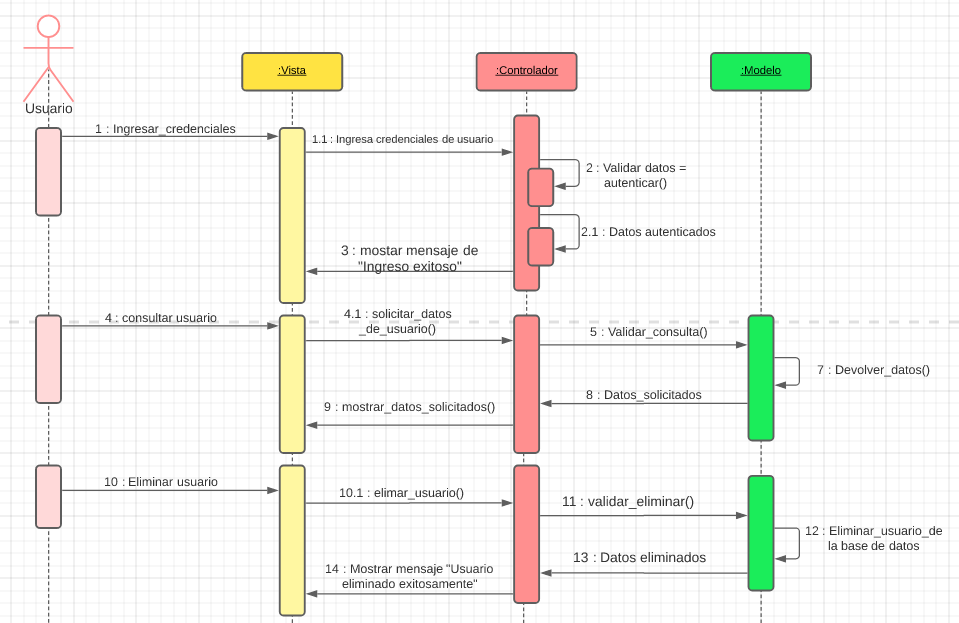 :Vista
:Controlador
:Modelo
Usuario
1 : Ingresar_credenciales
1.1 : Ingresa credenciales de usuario
2 : Validar datos =
autenticar()
2.1 : Datos autenticados
3 : mostar mensaje de
"Ingreso exitoso"
4 : consultar usuario
4.1 : solicitar_datos
_de_usuario()
5 : Validar_consulta()
7 : Devolver_datos()
8 : Datos_solicitados
9 : mostrar_datos_solicitados()
10 : Eliminar usuario
10.1 : elimar_usuario()
11 : validar_eliminar()
12 : Eliminar_usuario_de
la base de datos
13 : Datos eliminados
14 : Mostrar mensaje "Usuario
eliminado exitosamente"